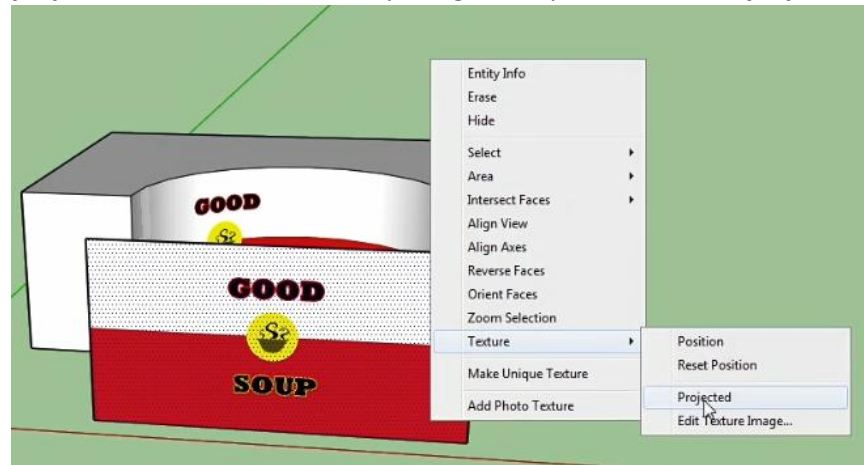 Entity Info
Erase
Hide
Select
Area
Intersect Faces
Align View
Align Axes
Reverse Faces
Orient Faces
Zoom Selection
Texture
Make Unique Texture
Add Photo Texture
Position
Reset Position
Projected
Edit Texture Image...
GOOD
GOOD
SOUP